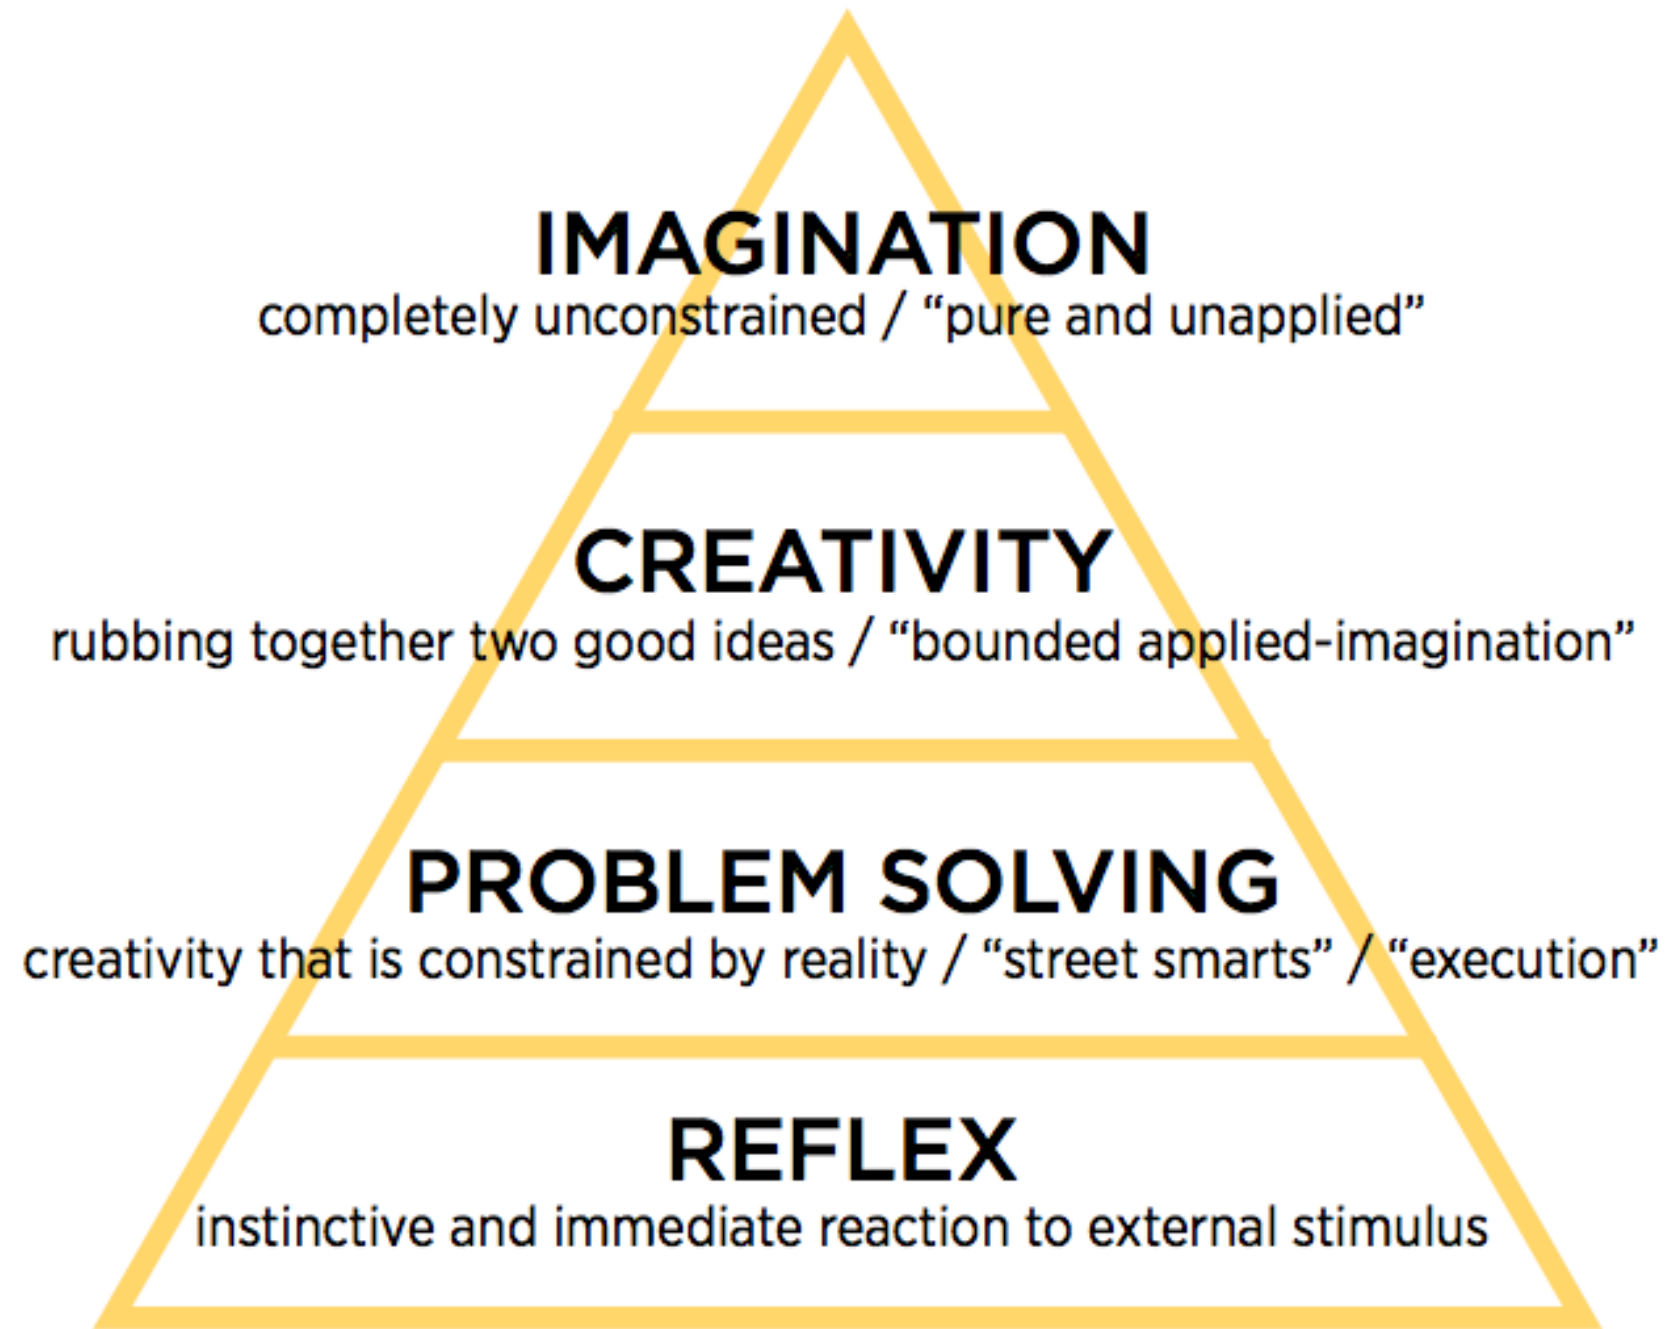 IMAGINATION
completely unconstrained / “pure and unapplied”
CREATIVITY
rubbing together two good ideas / “bounded applied-imagination”
PROBLEM SOLVING
creativity that is constrained by reality / “street smarts” / “execution”
REFLEX
instinctive and immediate reaction to external stimulus